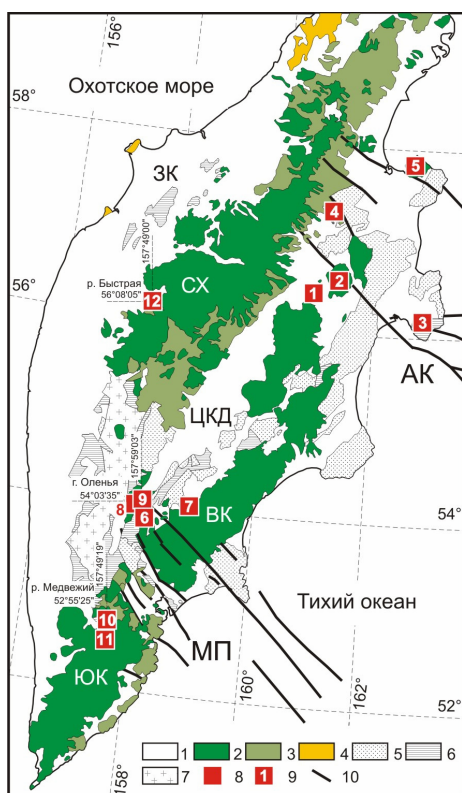 156°
Охотское море
58°
ЗК
5
4
157°49'00"
р. Быстрая
56°08'05"
12
СХ
56°
1
2
3
АК
ЦКД
157°59'03"
г. Оленья
54°03'35"
8
9
6
7
ВК
54°
157°49'19"
р. Медвежий
52°55'25"
Тихий океан
10
11
МП
ЮК
160°
162°
52°
158°
1 2 3 4 5 6
7 8 1 9 10